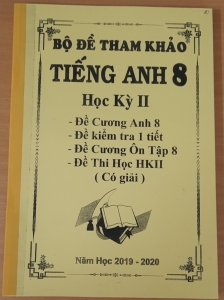 BỘ ĐỀ THAM KHẢO
TIẾNG ANH 8
Học Kỳ II
- Đề Cương Anh 8
- Đề kiểm tra 1 tiết
- Đề Cương Ôn Tập 8
- Đề Thi Học HKII
( Có giải )
Năm Học 2019 - 2020